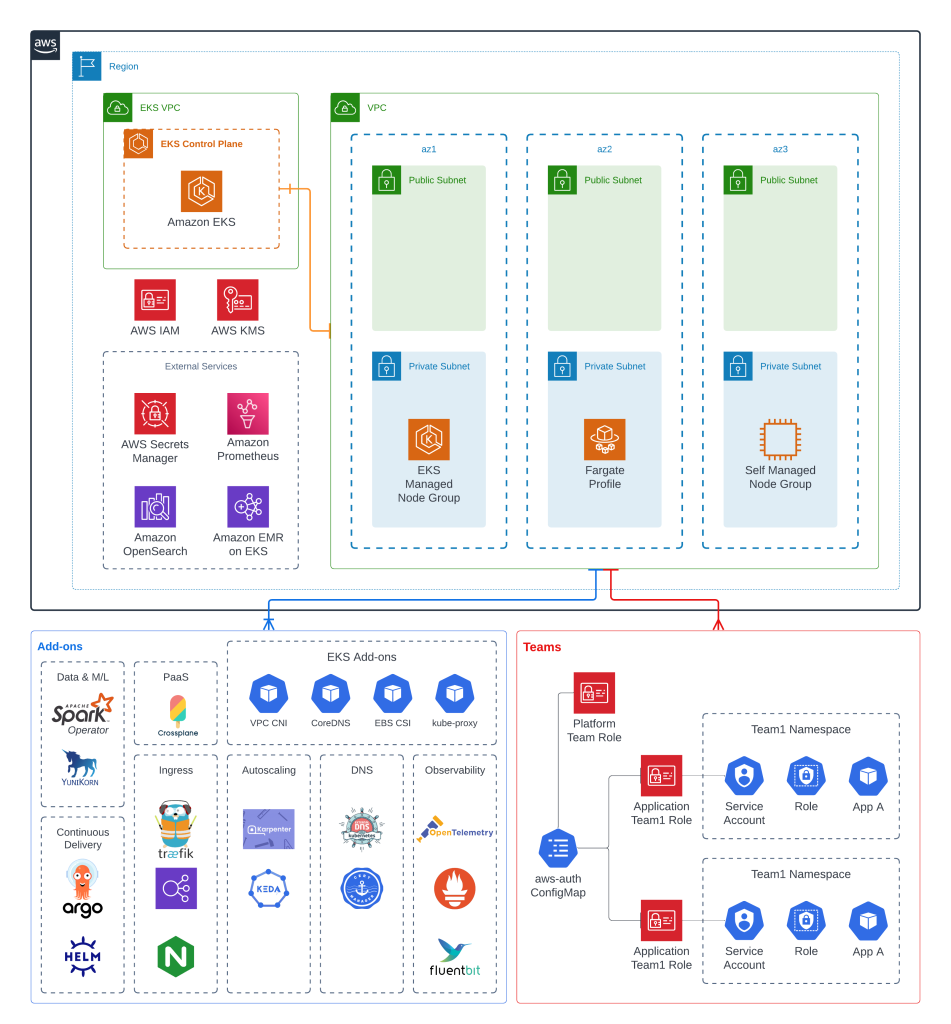 aws
Region
EKS VPC
EKS Control Plane
Amazon EKS
AWS IAM
AWS KMS
External Services
AWS Secrets
Manager
Amazon
Prometheus
Amazon
OpenSearch
Amazon EMR
on EKS
VPC
az1
Public Subnet
Private Subnet
EKS
Managed
Node Group
az2
Public Subnet
Private Subnet
Fargate
Profile
az3
Public Subnet
Private Subnet
Self Managed
Node Group
Add-ons
Data & M/L
APACHE
Spark
Operator
YUNIKORN
PaaS
Crossplane
EKS Add-ons
VPC CNI
CoreDNS
EBS CSI
kube-proxy
Continuous
Delivery
argo
HELM
Ingress
træfik
N
Autoscaling
Karpenter
KEDA
DNS
DNS
kubernetes
CERT
MANAGER
Observability
OpenTelemetry
fluentbit
Teams
Platform
Team Role
aws-auth
ConfigMap
Application
Team1 Role
Team1 Namespace
Service
Account
Role
App A
Application
Team1 Role
Team1 Namespace
Service
Account
Role
App A